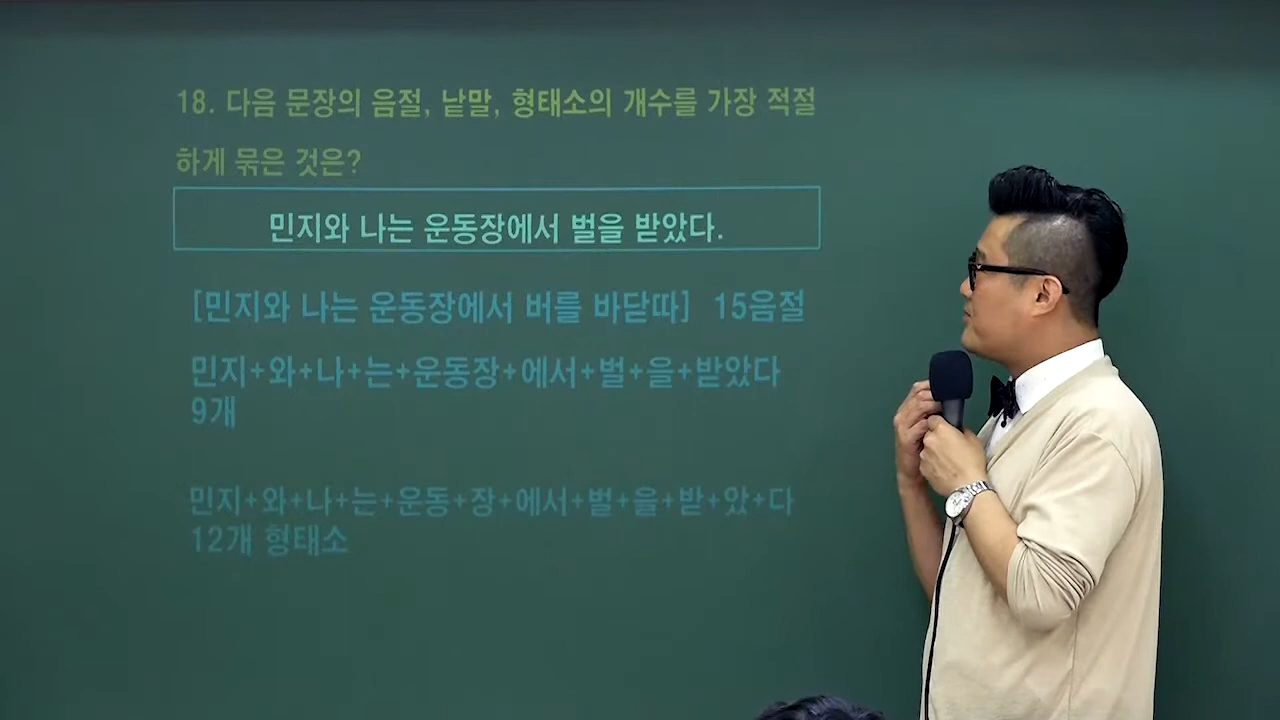 18. 다음 문장의 음절, 낱말, 형태소의 개수를 가장 적절
하게 묶은 것은?
민지와 나는 운동장에서 벌을 받았다.
[민지와 나는 운동장에서 버를 바닫따] 15음절
민지+와+나+는+운동장+에서+벌+을+받았다
9개
민지+와+나+는+운동+장+에서+벌+을+받+았+다
12개 형태소